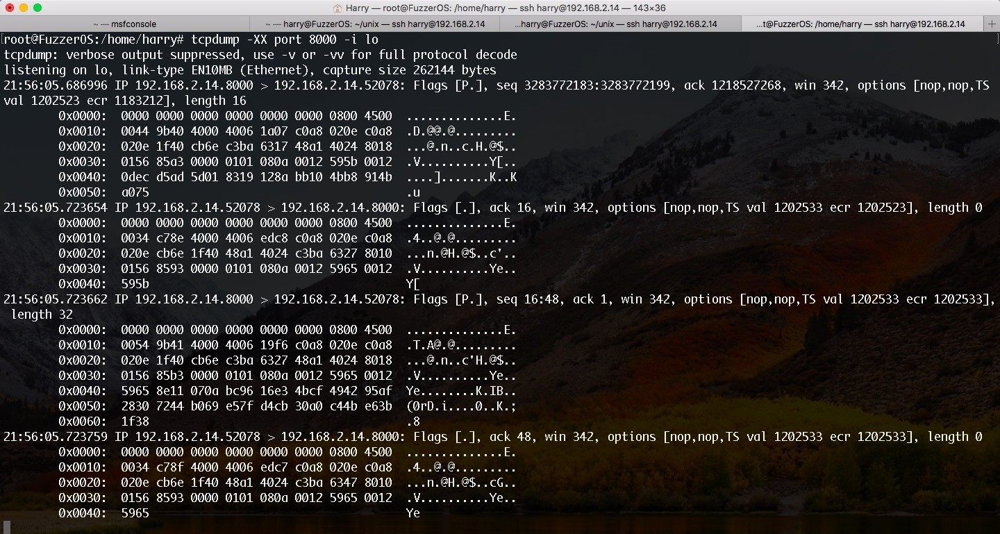 Harry — root@FuzzerOS: /home/harry — ssh harry@192.168.2.14 — 143×36
~ — msfconsole
~ — harry@FuzzerOS: ~/unix — ssh harry@192.168.2.14
...harry@FuzzerOS: ~/unix — ssh harry@192.168.2.14
...t@FuzzerOS: /home/harry — ssh harry@192.168.2.14
[root@FuzzerOS:/home/harry# tcpdump -XX port 8000 -i lo ]
tcpdump: verbose output suppressed, use -v or -vv for full protocol decode
listening on lo, link-type EN10MB (Ethernet), capture size 262144 bytes
21:56:05.686996 IP 192.168.2.14.8000 > 192.168.2.14.52078: Flags [P.], seq 3283772183:3283772199, ack 1218527268, win 342, options [nop,nop,TS
val 1202523 ecr 1183212], length 16
0x0000:  0000 0000 0000 0000 0000 0000 0800 4500  ..............E.
0x0010:  0044 9b40 4000 4006 1a07 c0a8 020e c0a8  .D.@@.@.........
0x0020:  020e 1f40 cb6e c3ba 6317 48a1 4024 8018  ...@.n..c.H.@$..
0x0030:  0156 85a3 0000 0101 080a 0012 595b 0012  .V..........Y[..
0x0040:  0dec d5ad 5d01 8319 128a bb10 4bb8 914b  ....].......K..K
0x0050:  a075  .u
21:56:05.723654 IP 192.168.2.14.52078 > 192.168.2.14.8000: Flags [.], ack 16, win 342, options [nop,nop,TS val 1202533 ecr 1202523], length 0
0x0000:  0000 0000 0000 0000 0000 0000 0800 4500  ..............E.
0x0010:  0034 c78e 4000 4006 edc8 c0a8 020e c0a8  .4..@.@.........
0x0020:  020e cb6e 1f40 48a1 4024 c3ba 6327 8010  ...n.@H.@$..c'..
0x0030:  0156 8593 0000 0101 080a 0012 5965 0012  .V..........Ye..
0x0040:  595b  Y[
21:56:05.723662 IP 192.168.2.14.8000 > 192.168.2.14.52078: Flags [P.], seq 16:48, ack 1, win 342, options [nop,nop,TS val 1202533 ecr 1202533],
length 32
0x0000:  0000 0000 0000 0000 0000 0000 0800 4500  ..............E.
0x0010:  0054 9b41 4000 4006 19f6 c0a8 020e c0a8  .T.A@.@.........
0x0020:  020e 1f40 cb6e c3ba 6327 48a1 4024 8018  ...@.n..c'H.@$..
0x0030:  0156 85b3 0000 0101 080a 0012 5965 0012  .V..........Ye..
0x0040:  5965 8e11 070a bc96 16e3 4bcf 4942 95af  Ye........K.IB..
0x0050:  2830 7244 b069 e57f d4cb 30a0 c44b e63b  (0rD.i....0..K.;
0x0060:  1f38  .8
21:56:05.723759 IP 192.168.2.14.52078 > 192.168.2.14.8000: Flags [.], ack 48, win 342, options [nop,nop,TS val 1202533 ecr 1202533], length 0
0x0000:  0000 0000 0000 0000 0000 0000 0800 4500  ..............E.
0x0010:  0034 c78f 4000 4006 edc7 c0a8 020e c0a8  .4..@.@.........
0x0020:  020e cb6e 1f40 48a1 4024 c3ba 6347 8010  ...n.@H.@$..cG..
0x0030:  0156 8593 0000 0101 080a 0012 5965 0012  .V..........Ye..
0x0040:  5965  Ye